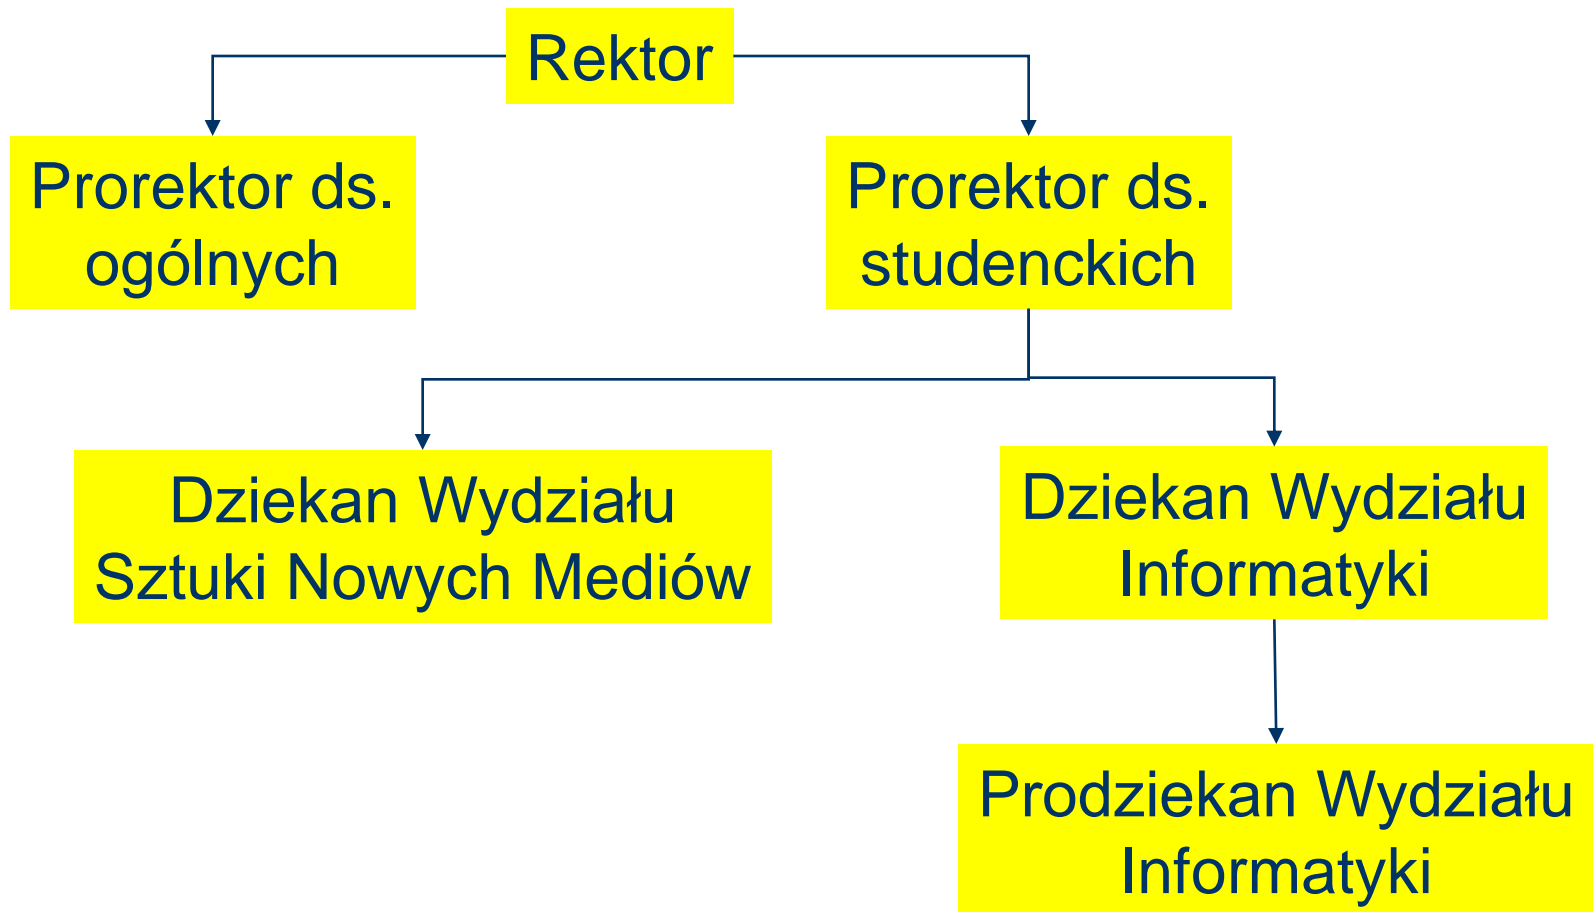 Rektor
Prorektor ds.
ogólnych
Prorektor ds.
studenckich
Dziekan Wydziału
Sztuki Nowych Mediów
Dziekan Wydziału
Informatyki
Prodziekan Wydziału
Informatyki